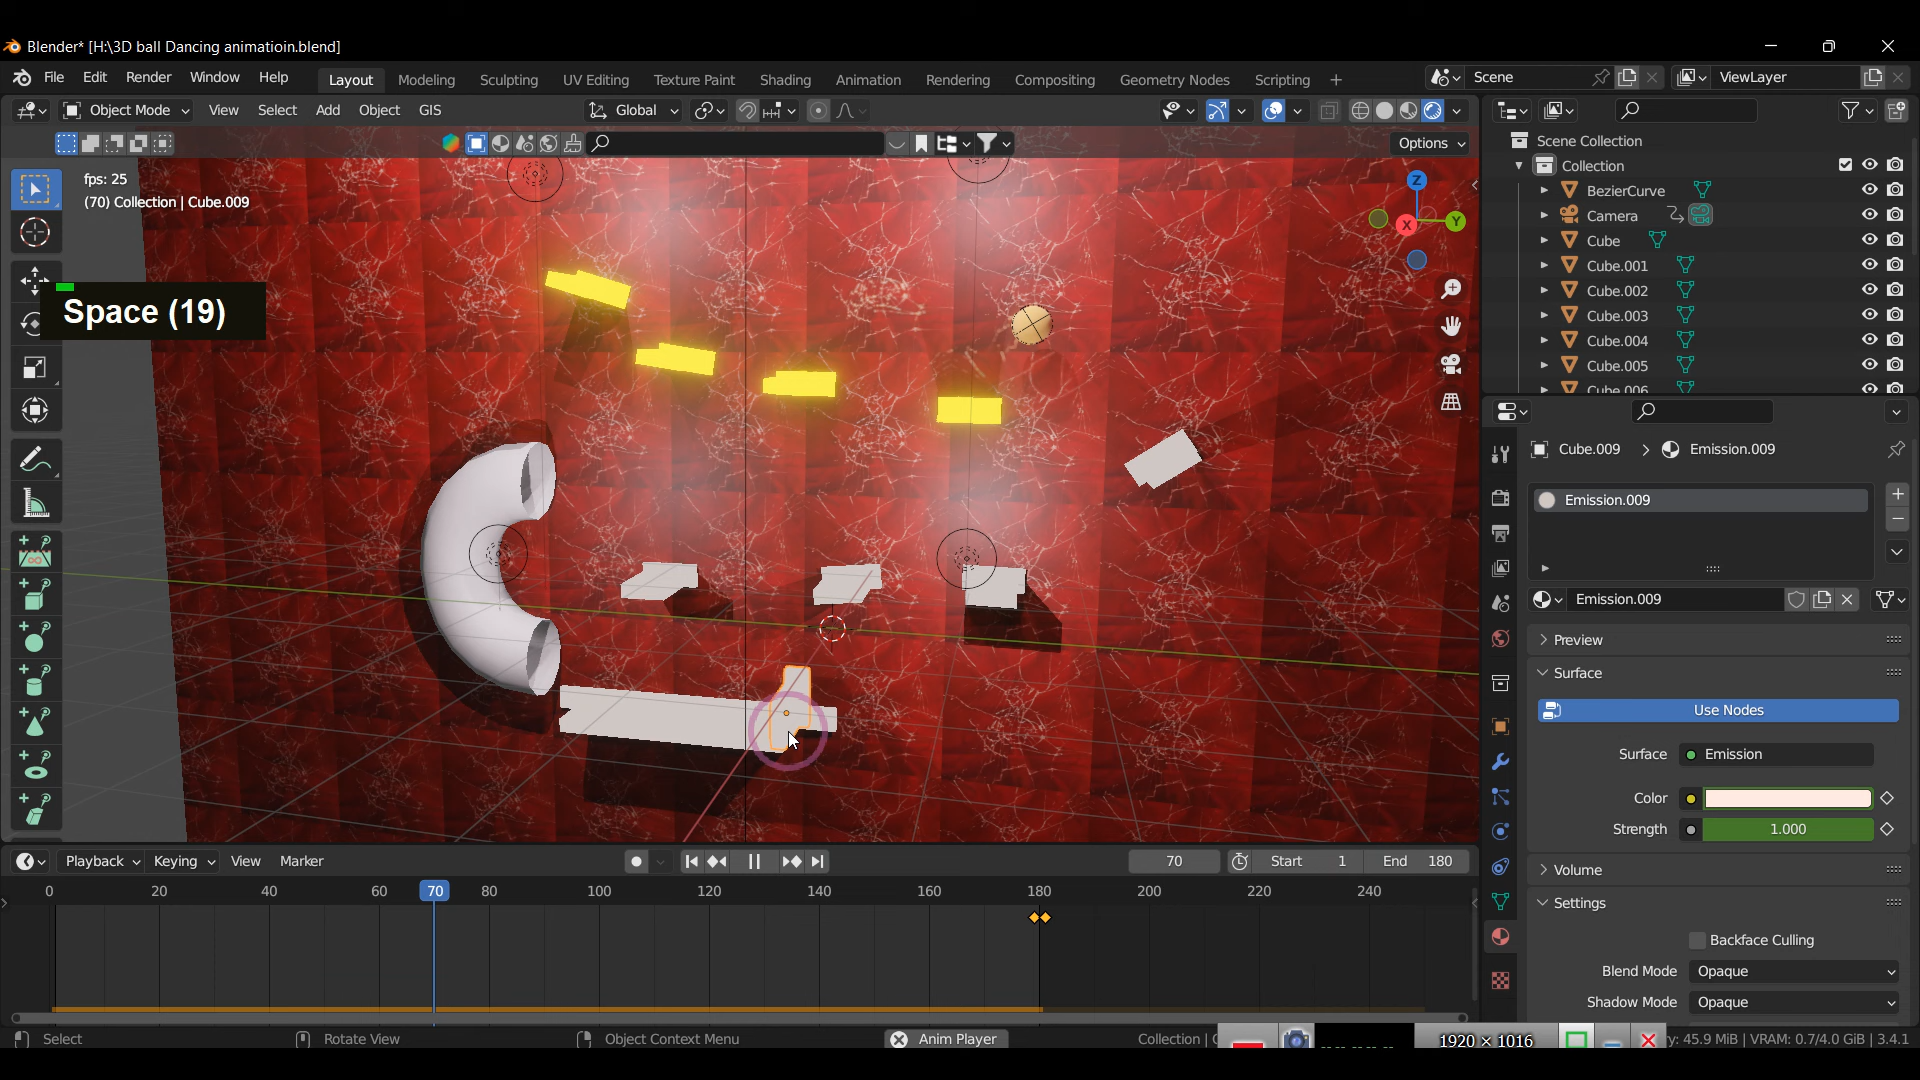 Blender* [H:\3D ball Dancing animatioin.blend]
File Edit Render Window Help Layout Modeling Sculpting UV Editing Texture Paint Shading Animation Rendering Compositing Geometry Nodes Scripting + Scene ViewLayer
Object Mode View Select Add Object GIS Global
Options
fps: 25
(70) Collection | Cube.009
Space (19)
Z
Y
X
Scene Collection
Collection
BezierCurve
Camera
Cube
Cube.001
Cube.002
Cube.003
Cube.004
Cube.005
Cube.006
Cube.009 > Emission.009
Emission.009
Emission.009
Preview
Surface
Use Nodes
Surface Emission
Color
Strength 1.000
Volume
Settings
Backface Culling
Blend Mode Opaque
Shadow Mode Opaque
Playback Keying View Marker 70 Start 1 End 180
0 20 40 60 70 80 100 120 140 160 180 200 220 240
Select Rotate View Object Context Menu Anim Player Collection | 1920 × 1016 y: 45.9 MiB | VRAM: 0.7/4.0 GiB | 3.4.1